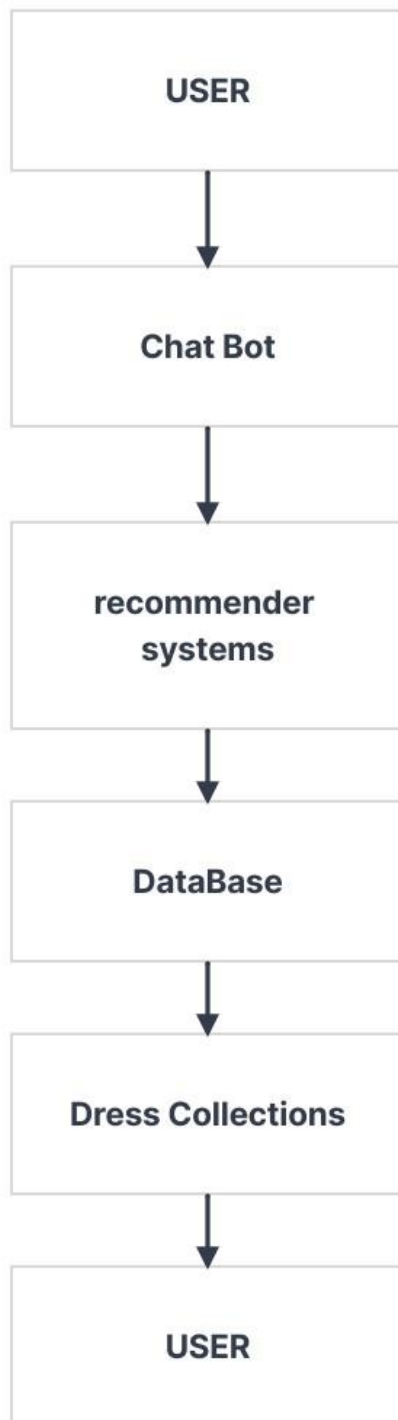 USER
Chat Bot
recommender
systems
DataBase
Dress Collections
USER